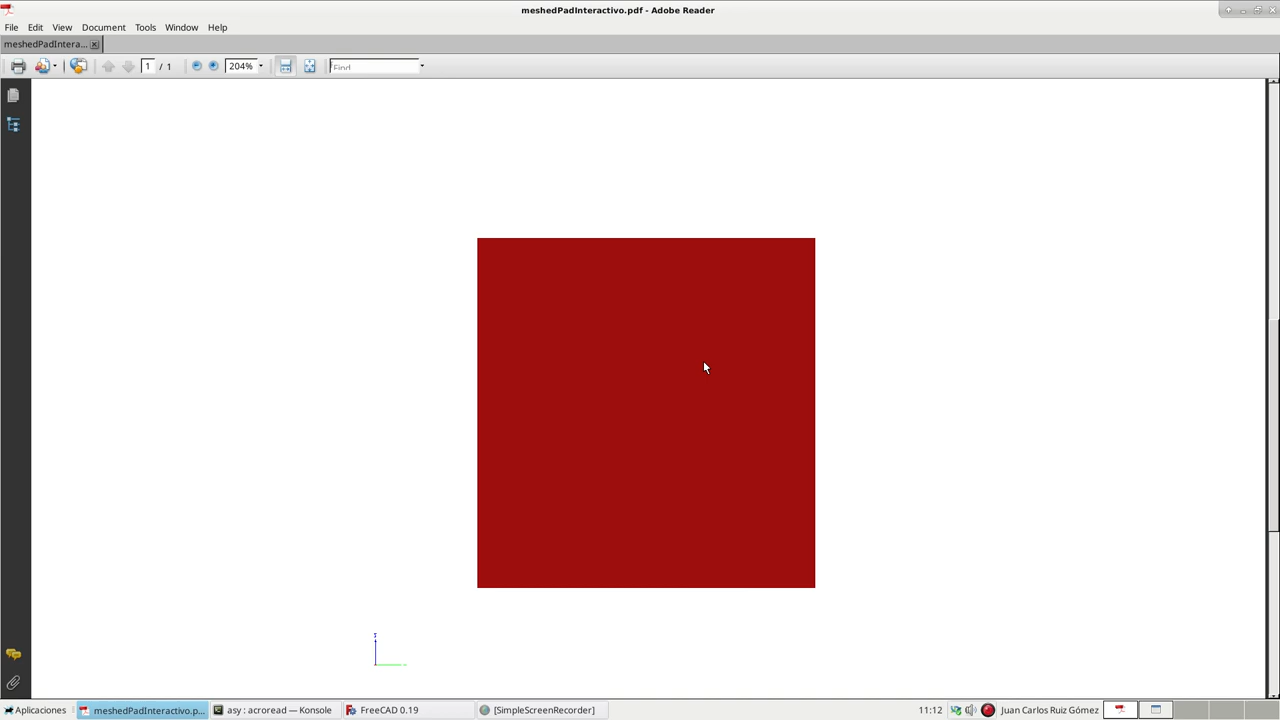 meshedPadInteractivo.pdf - Adobe Reader
File Edit View Document Tools Window Help
meshedPadIntera...
1 / 1 204% Find
Aplicaciones meshedPadInteractivo.p... asy : acroread — Konsole FreeCAD 0.19 [SimpleScreenRecorder] 11:12 Juan Carlos Ruiz Gómez